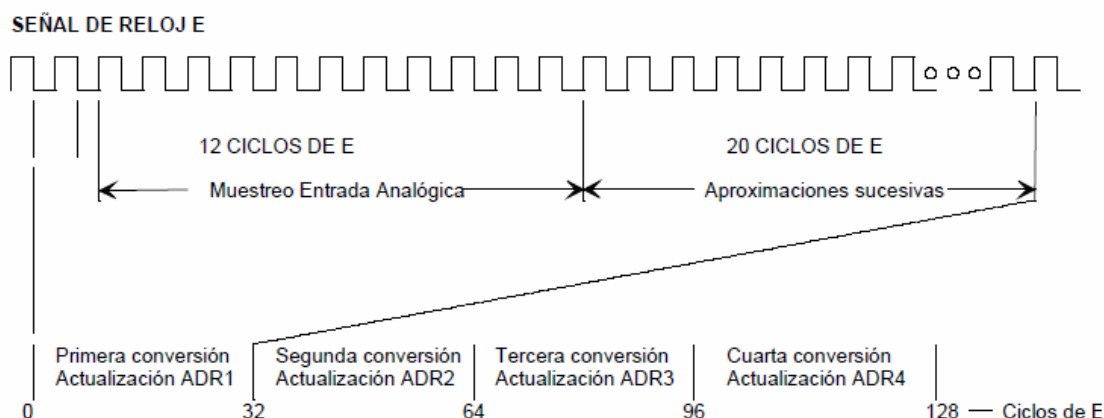 SEÑAL DE RELOJ E
12 CICLOS DE E
20 CICLOS DE E
Muestreo Entrada Analógica
Aproximaciones sucesivas
Primera conversión
Actualización ADR1
Segunda conversión
Actualización ADR2
Tercera conversión
Actualización ADR3
Cuarta conversión
Actualización ADR4
0 32 64 96 128 Ciclos de E